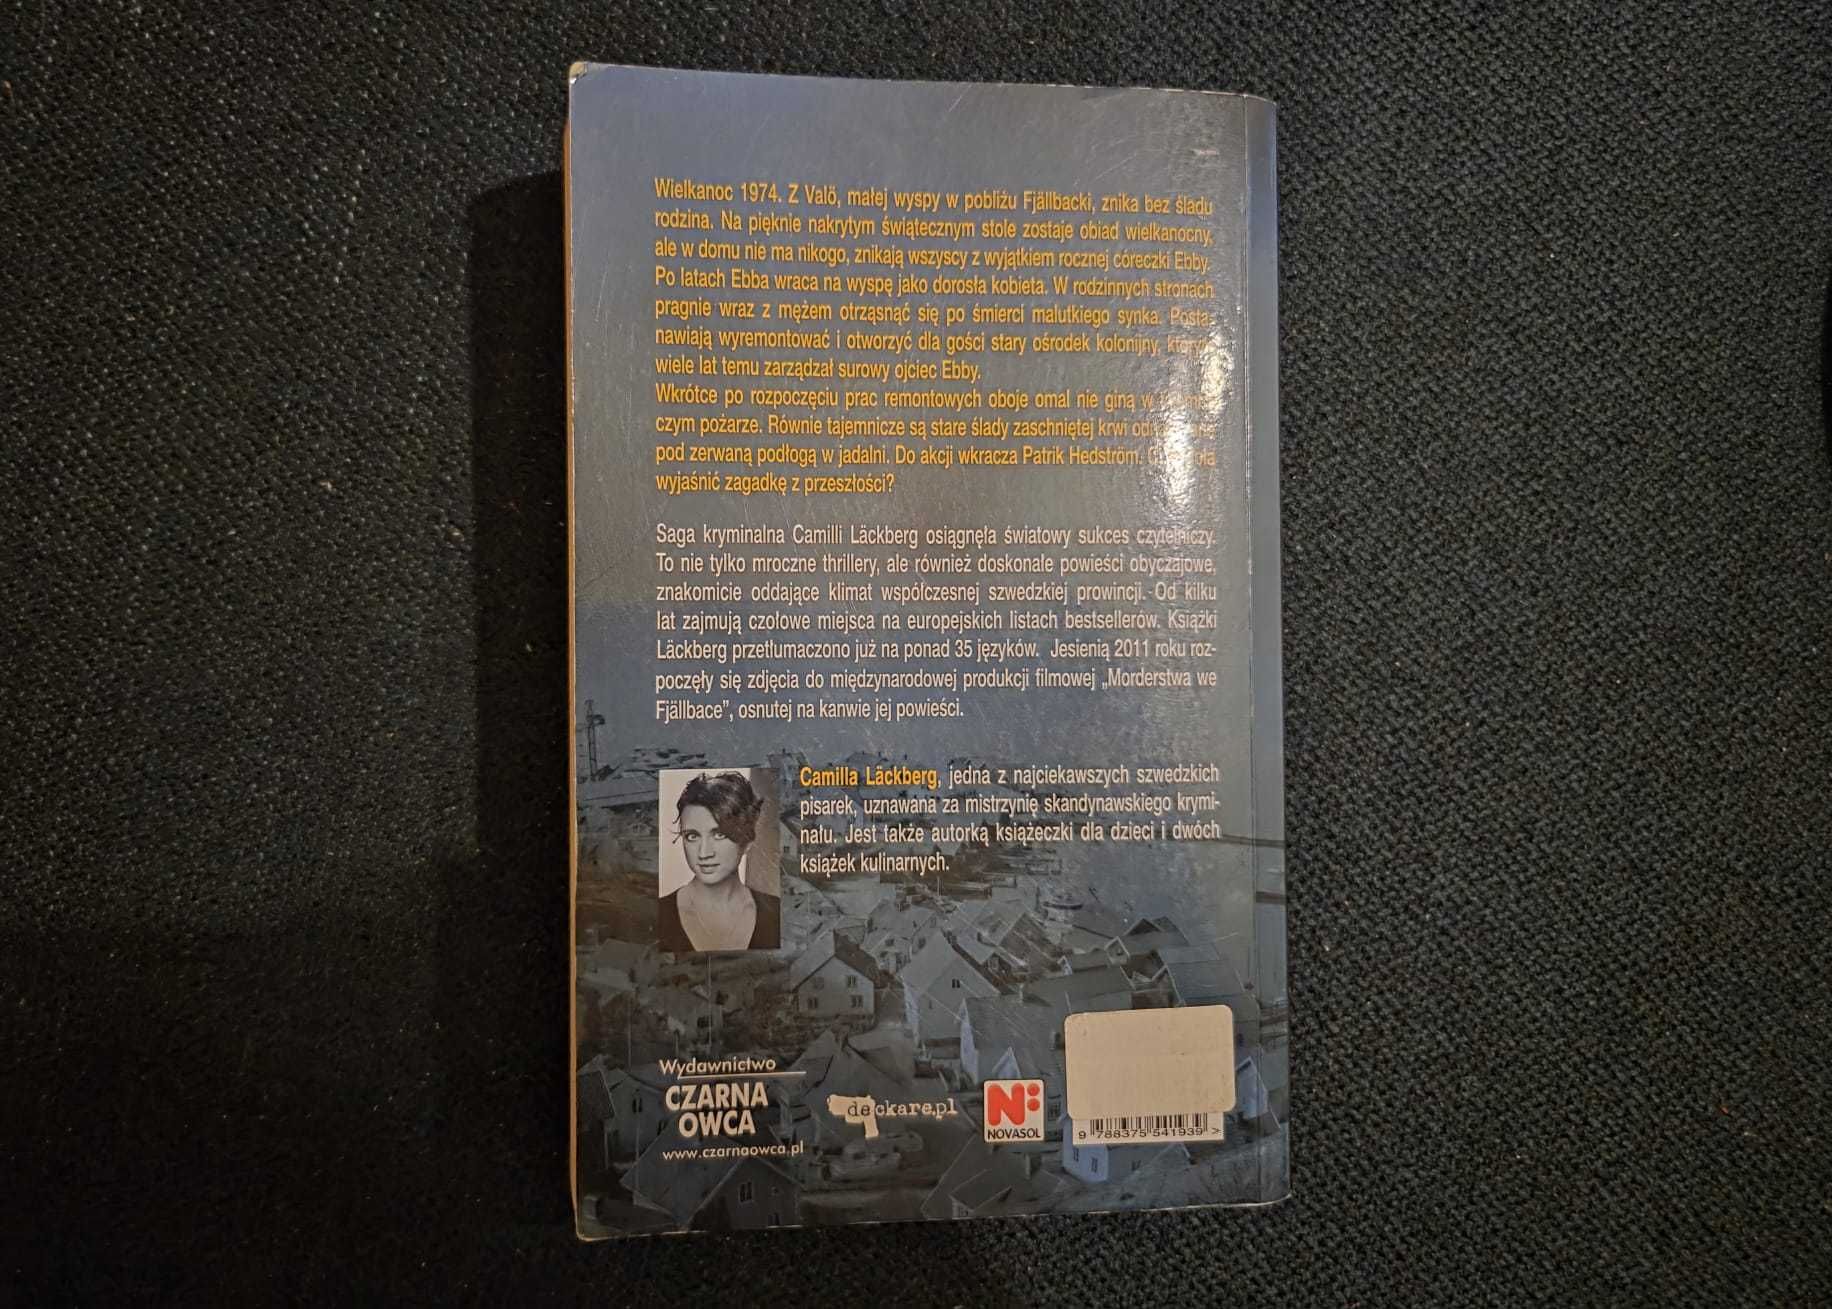 Wielkanoc 1974. Z Valö, małej wyspy w pobliżu Fjällbacki, znika bez śladu
rodzina. Na pięknie nakrytym świątecznym stole zostaje obiad wielkanocny,
ale w domu nie ma nikogo, znikają wszyscy z wyjątkiem rocznej córeczki Ebby.
Po latach Ebba wraca na wyspę jako dorosła kobieta. W rodzinnych stronach
pragnie wraz z mężem otrząsnąć się po śmierci malutkiego synka. Posta-
nawiają wyremontować i otworzyć dla gości stary ośrodek kolonijny, którym
wiele lat temu zarządzał surowy ojciec Ebby.
Wkrótce po rozpoczęciu prac remontowych oboje omal nie giną w
czym pożarze. Równie tajemnicze są stare ślady zaschniętej krwi
pod zerwaną podłogą w jadalni. Do akcji wkracza Patrik Hedström.
wyjaśnić zagadkę z przeszłości?
Saga kryminalna Camilli Läckberg osiągnęła światowy sukces czytelniczy.
To nie tylko mroczne thrillery, ale również doskonałe powieści obyczajowe,
znakomicie oddające klimat współczesnej szwedzkiej prowincji. Od kilku
lat zajmują czołowe miejsca na europejskich listach bestsellerów. Książki
Läckberg przetłumaczono już na ponad 35 języków. Jesienią 2011 roku roz-
poczęły się zdjęcia do międzynarodowej produkcji filmowej „Morderstwa we
Fjällbace”, osnutej na kanwie jej powieści.
Camilla Läckberg, jedna z najciekawszych szwedzkich
pisarek, uznawana za mistrzynię skandynawskiego krymi-
nału. Jest także autorką książeczki dla dzieci i dwóch
książek kulinarnych.
Wydawnictwo
CZARNA
OWCA
www.czarnaowca.pl
deckare.pl
N:
NOVASOL
9 788375 541939 >